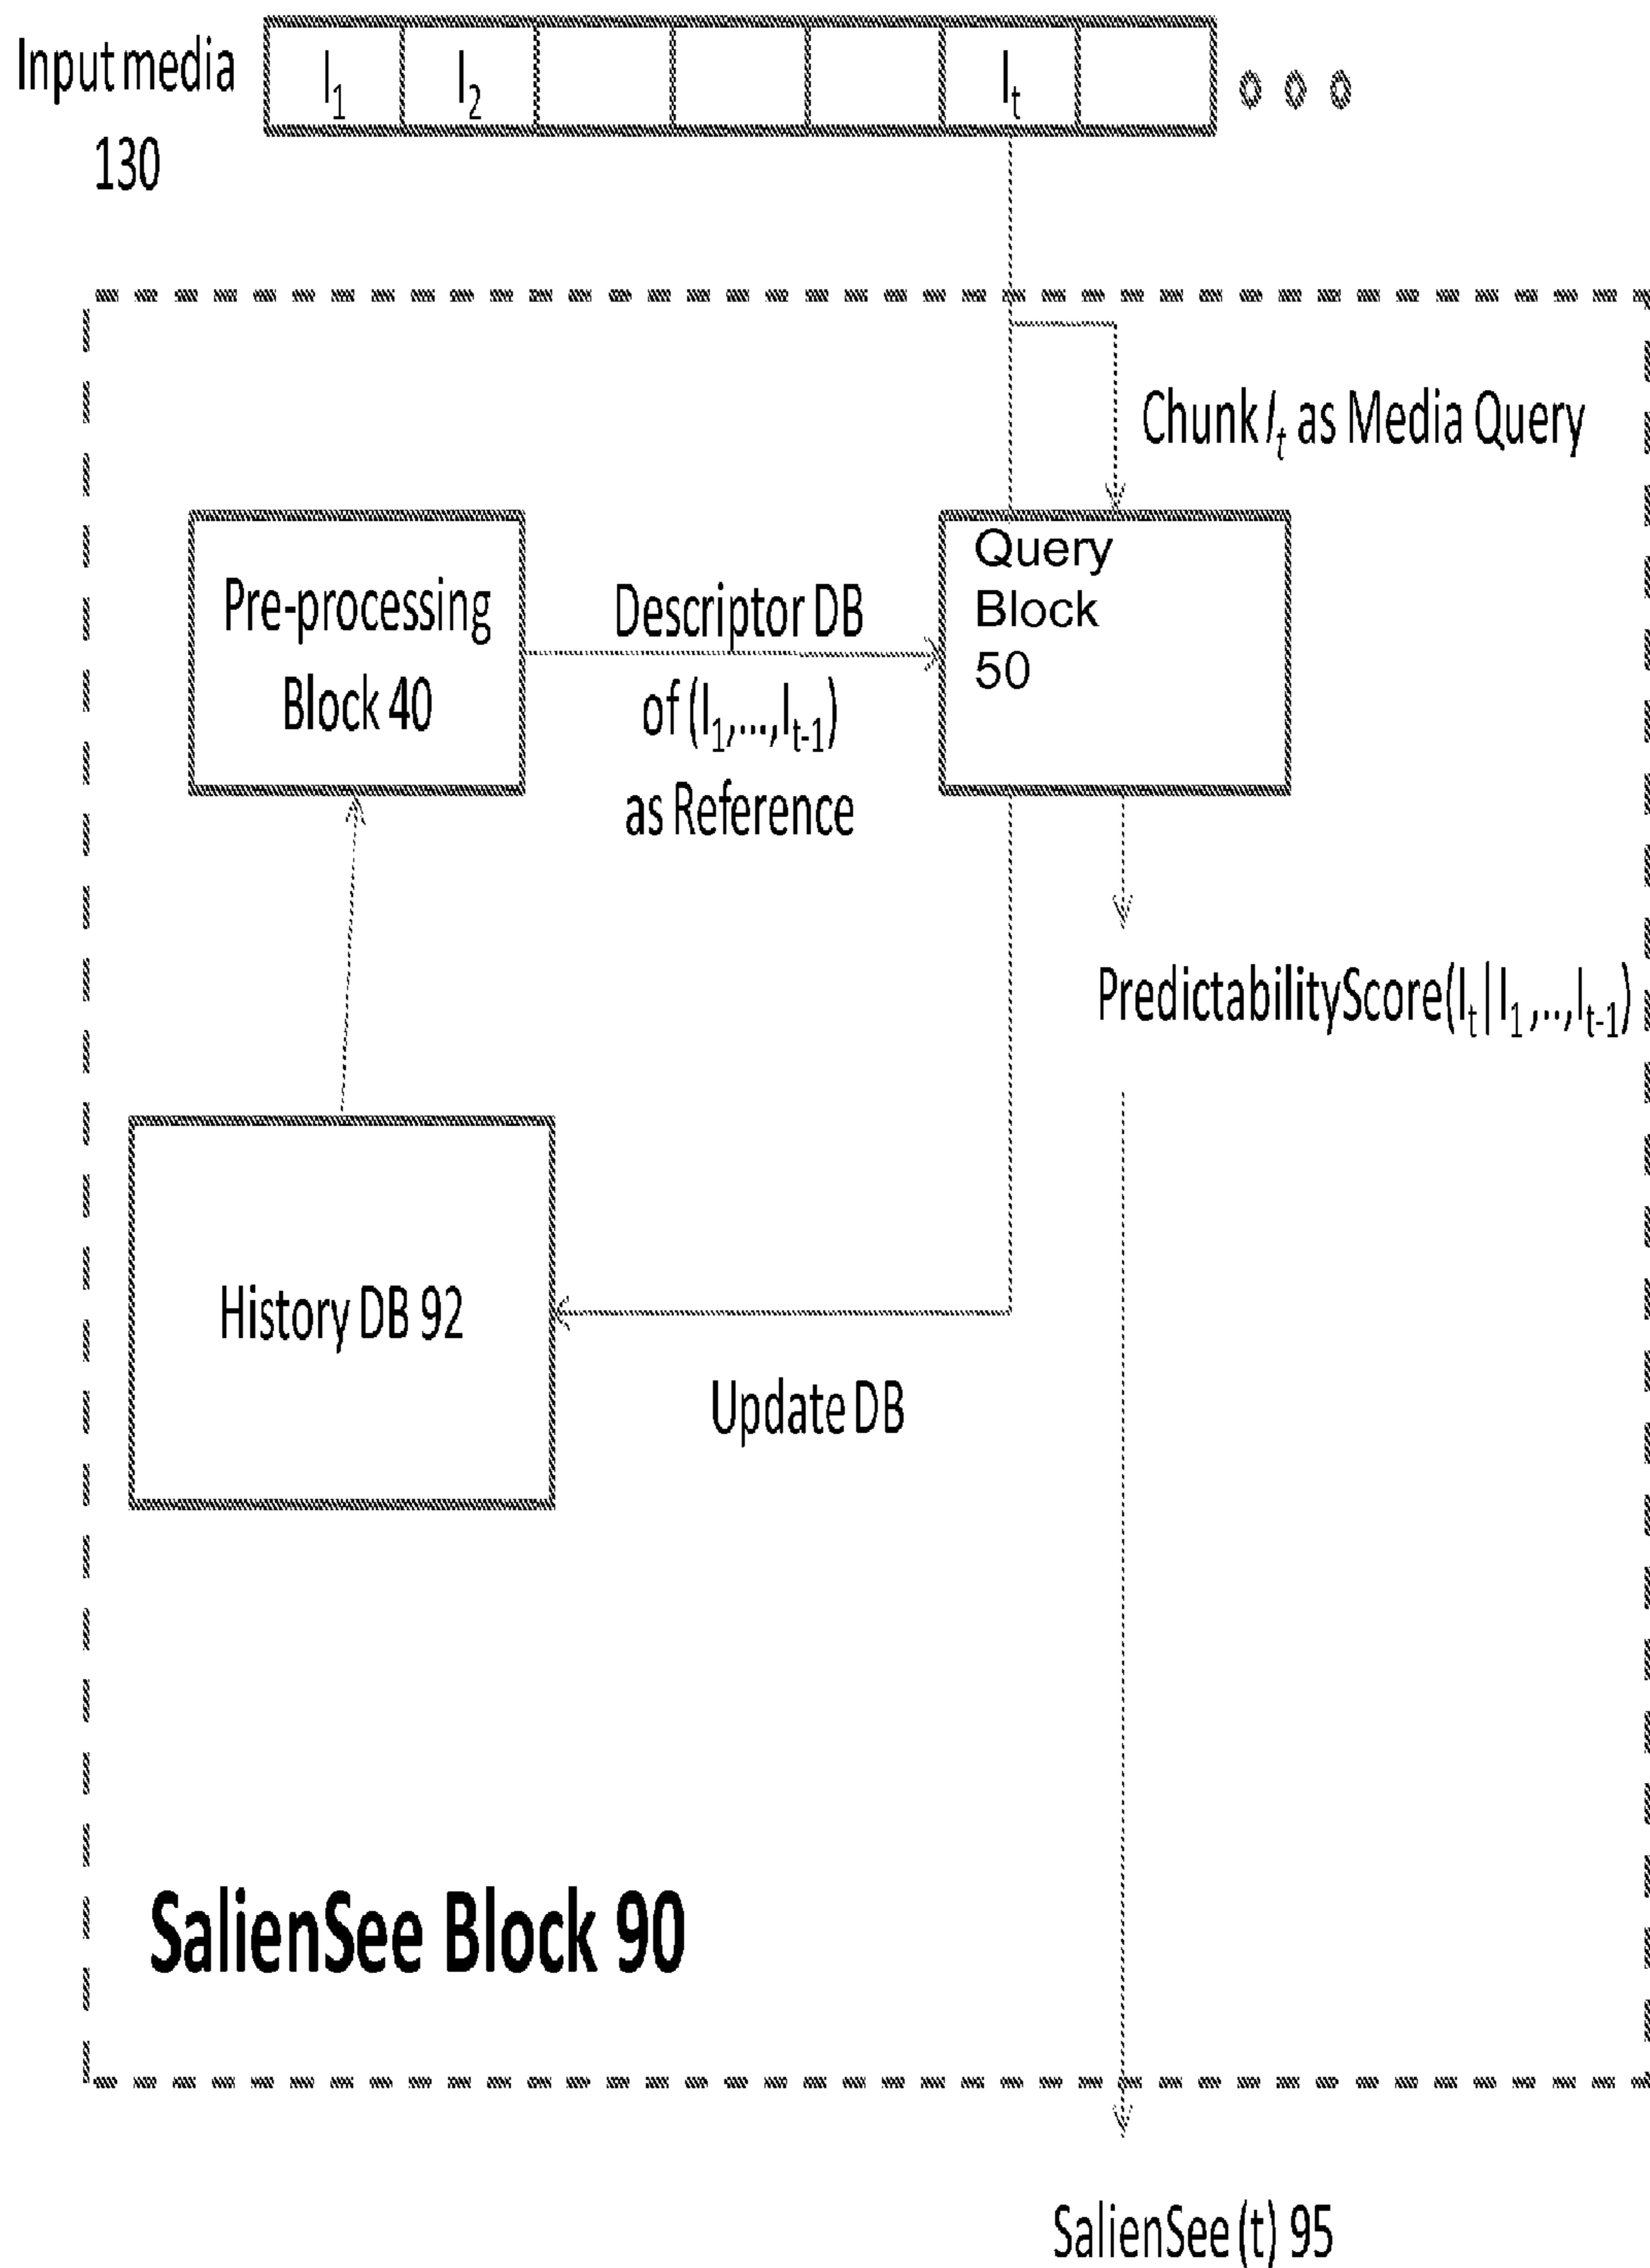 Input media
130
I₁ I₂ Iₜ
Chunk Iₜ as Media Query
Pre-processing
Block 40
Descriptor DB
of (I₁,...,Iₜ₋₁)
as Reference
Query
Block
50
PredictabilityScore(Iₜ|I₁,..,Iₜ₋₁)
History DB 92
Update DB
SalienSee Block 90
SalienSee (t) 95